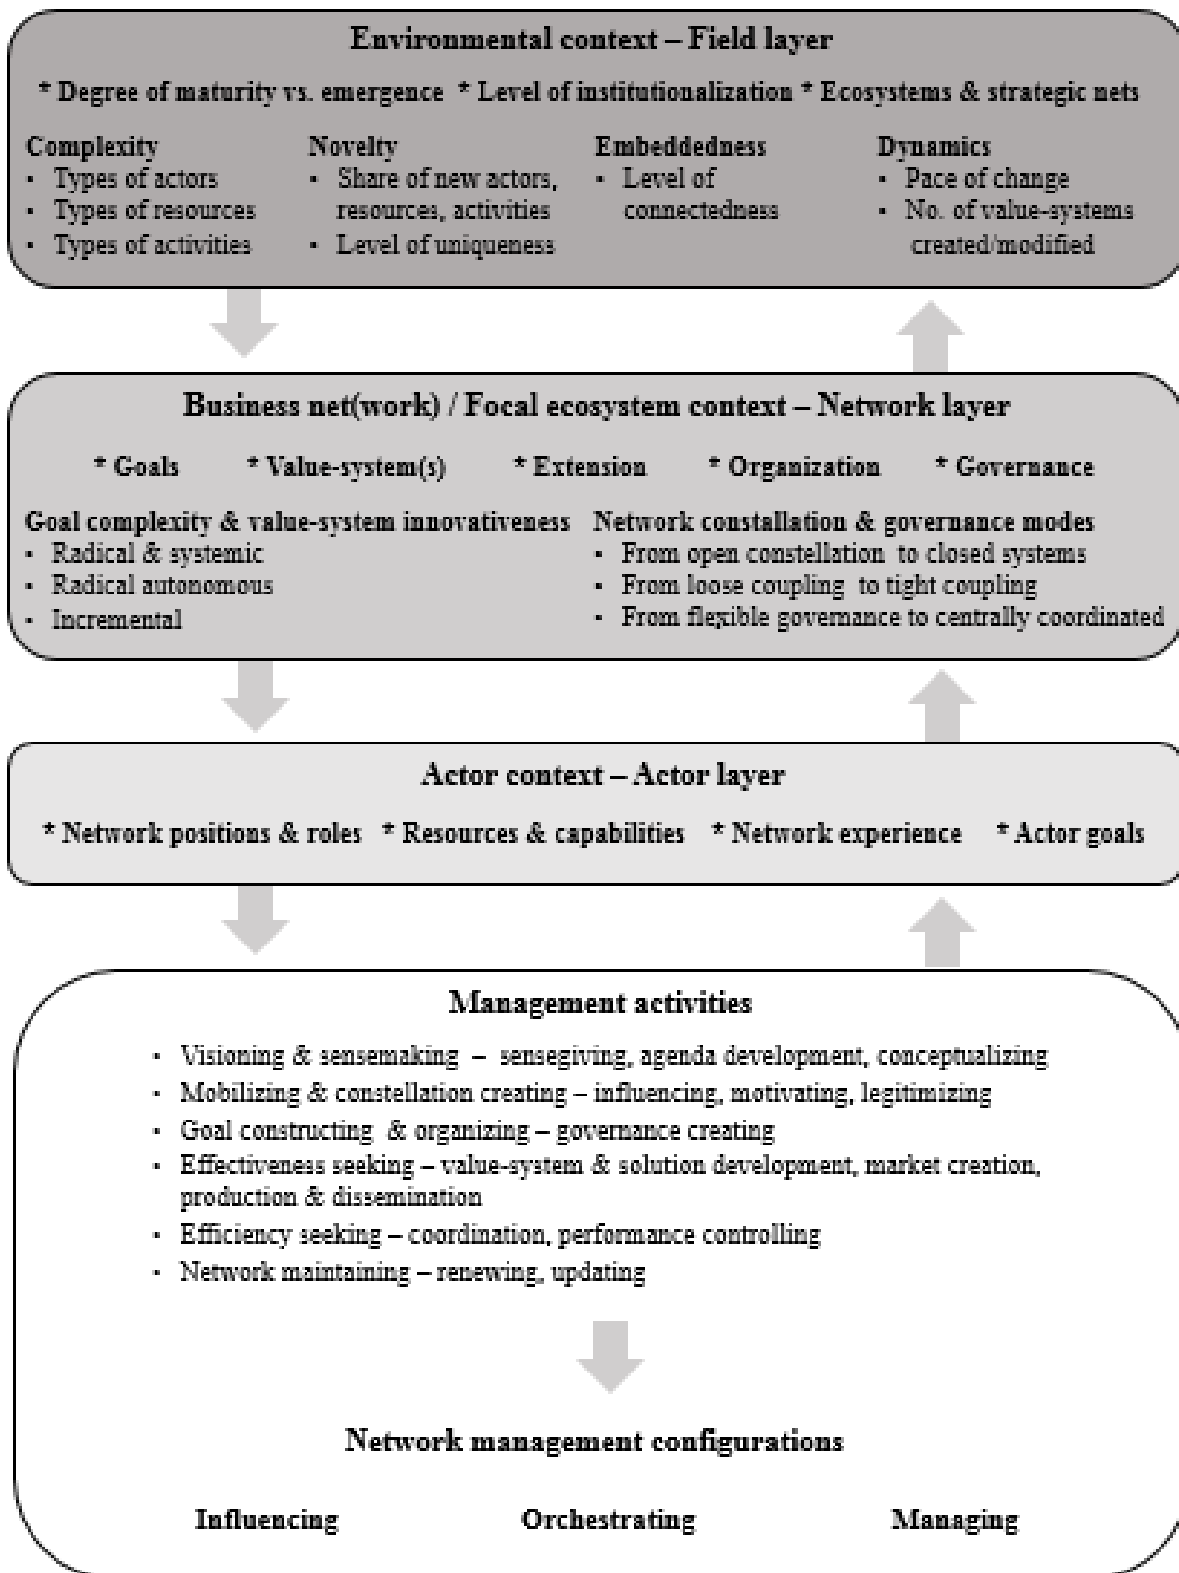 Environmental context – Field layer
* Degree of maturity vs. emergence * Level of institutionalization * Ecosystems & strategic nets
Complexity
▪ Types of actors
▪ Types of resources
▪ Types of activities
Novelty
▪ Share of new actors,
resources, activities
▪ Level of uniqueness
Embeddedness
▪ Level of
connectedness
Dynamics
▪ Pace of change
▪ No. of value-systems
created/modified
Business net(work) / Focal ecosystem context – Network layer
* Goals * Value-system(s) * Extension * Organization * Governance
Goal complexity & value-system innovativeness
▪ Radical & systemic
▪ Radical autonomous
▪ Incremental
Network constallation & governance modes
▪ From open constellation to closed systems
▪ From loose coupling to tight coupling
▪ From flexible governance to centrally coordinated
Actor context – Actor layer
* Network positions & roles * Resources & capabilities * Network experience * Actor goals
Management activities
▪ Visioning & sensemaking – sensegiving, agenda development, conceptualizing
▪ Mobilizing & constellation creating – influencing, motivating, legitimizing
▪ Goal constructing & organizing – governance creating
▪ Effectiveness seeking – value-system & solution development, market creation,
production & dissemination
▪ Efficiency seeking – coordination, performance controlling
▪ Network maintaining – renewing, updating
Network management configurations
Influencing Orchestrating Managing